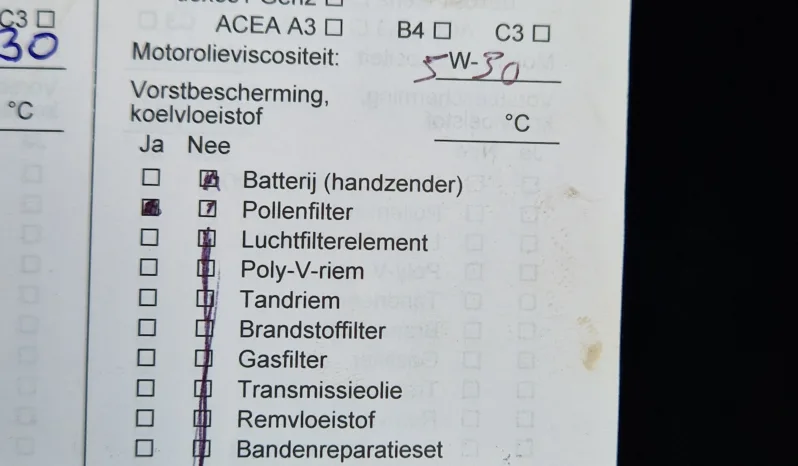 ACEA A3 ☐ B4 ☐ C3 ☐
C3 ☐
30
Motorolieviscositeit: 5W-30
Vorstbescherming,
koelvloeistof °C
°C
Ja Nee
Batterij (handzender)
Pollenfilter
Luchtfilterelement
Poly-V-riem
Tandriem
Brandstoffilter
Gasfilter
Transmissieolie
Remvloeistof
Bandenreparatieset